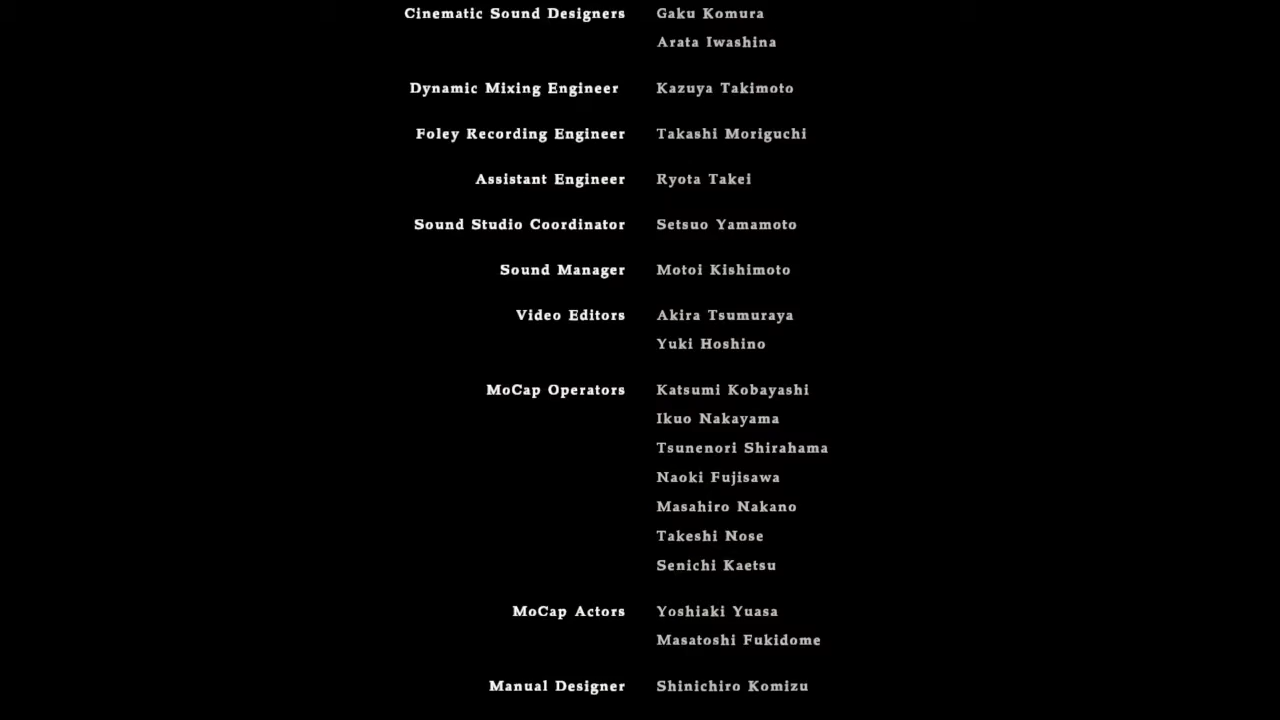 Cinematic Sound Designers Gaku Komura
Arata Iwashina
Dynamic Mixing Engineer Kazuya Takimoto
Foley Recording Engineer Takashi Moriguchi
Assistant Engineer Ryota Takei
Sound Studio Coordinator Setsuo Yamamoto
Sound Manager Motoi Kishimoto
Video Editors Akira Tsumuraya
Yuki Hoshino
MoCap Operators Katsumi Kobayashi
Ikuo Nakayama
Tsunenori Shirahama
Naoki Fujisawa
Masahiro Nakano
Takeshi Nose
Senichi Kaetsu
MoCap Actors Yoshiaki Yuasa
Masatoshi Fukidome
Manual Designer Shinichiro Komizu